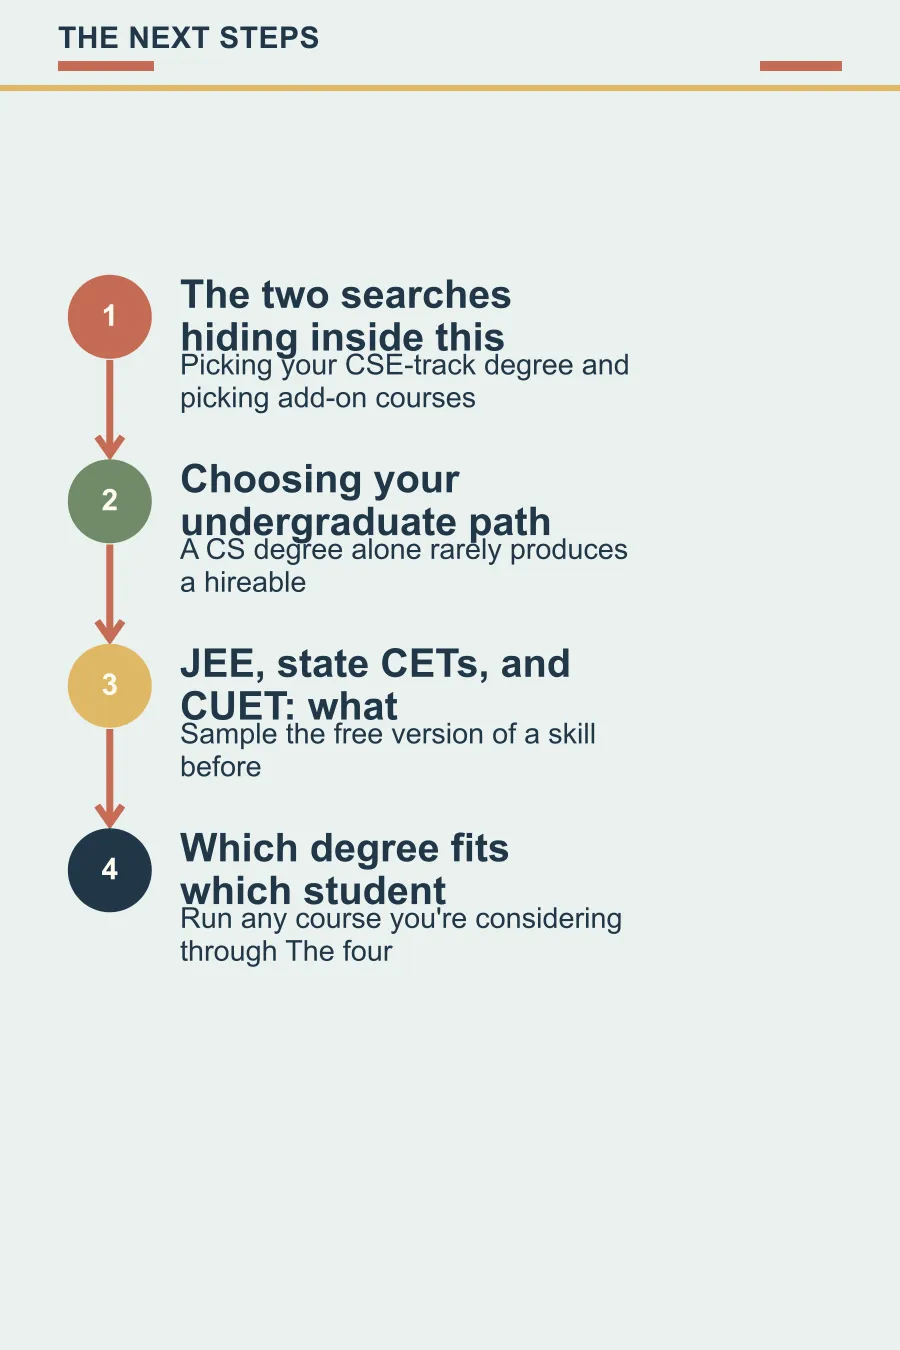 THE NEXT STEPS
1
The two searches
hiding inside this
Picking your CSE-track degree and
picking add-on courses
2
Choosing your
undergraduate path
A CS degree alone rarely produces
a hireable
3
JEE, state CETs, and
CUET: what
Sample the free version of a skill
before
4
Which degree fits
which student
Run any course you're considering
through The four